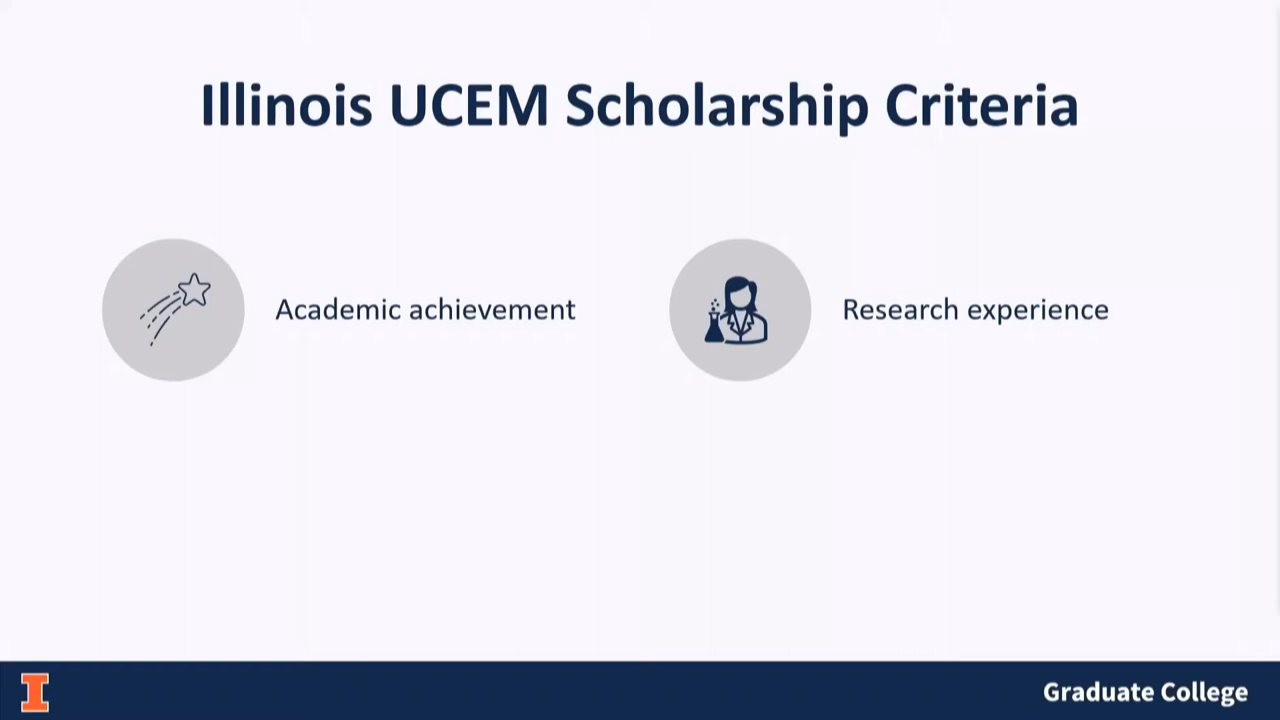 Illinois UCEM Scholarship Criteria
Academic achievement
Research experience
I
Graduate College